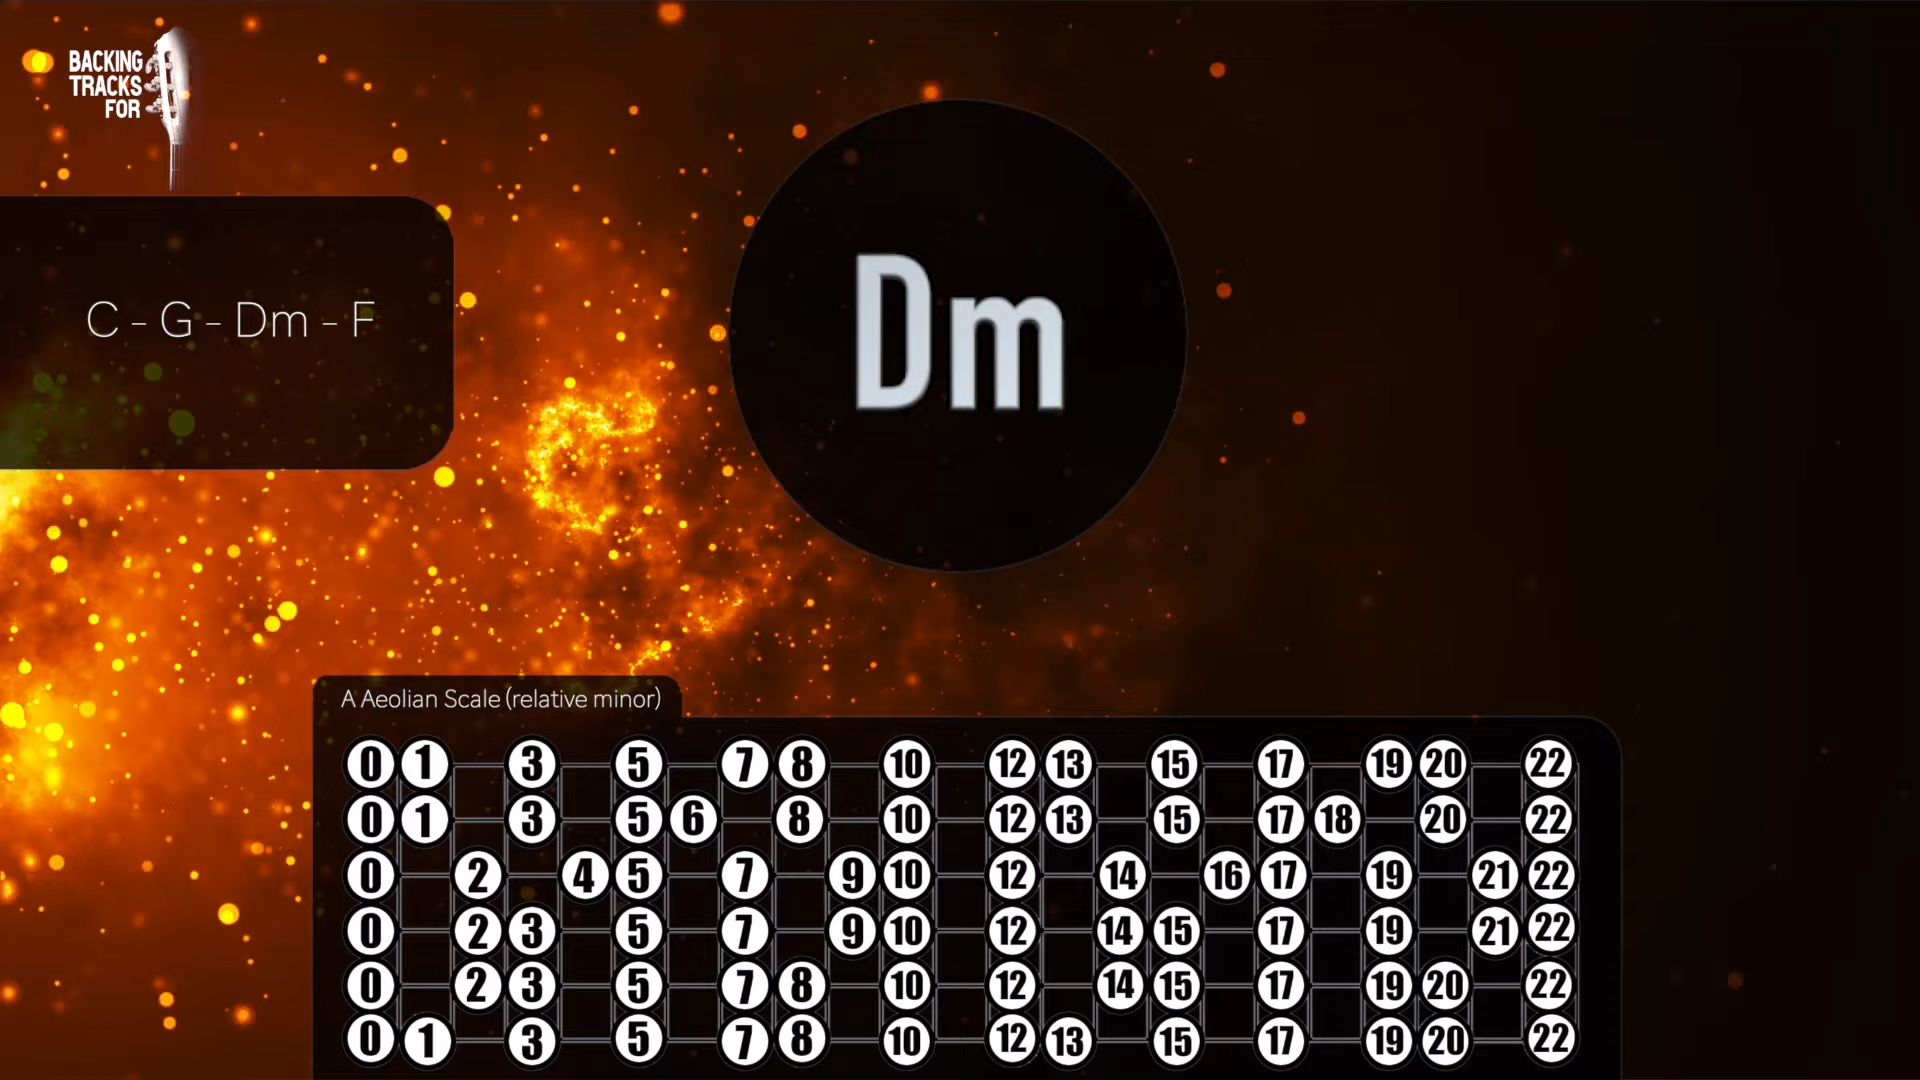 BACKING
TRACKS
FOR
C - G - Dm - F
Dm
A Aeolian Scale (relative minor)
0 1 3 5 7 8 10 12 13 15 17 19 20 22
0 1 3 5 6 8 10 12 13 15 17 18 20 22
0 2 4 5 7 9 10 12 14 16 17 19 21 22
0 2 3 5 7 9 10 12 14 15 17 19 21 22
0 2 3 5 7 8 10 12 14 15 17 19 20 22
0 1 3 5 7 8 10 12 13 15 17 19 20 22